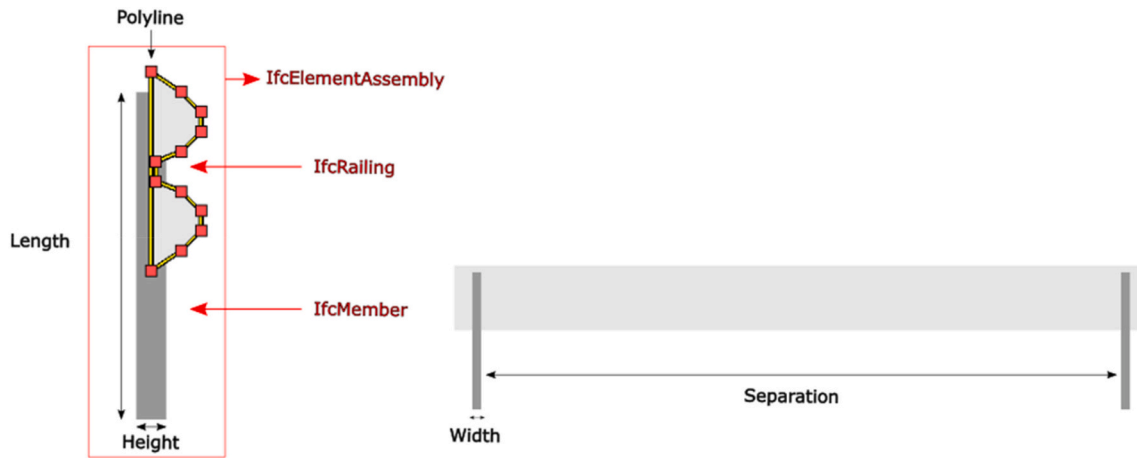 Polyline
IfcElementAssembly
IfcRailing
Length
IfcMember
Separation
Height
Width